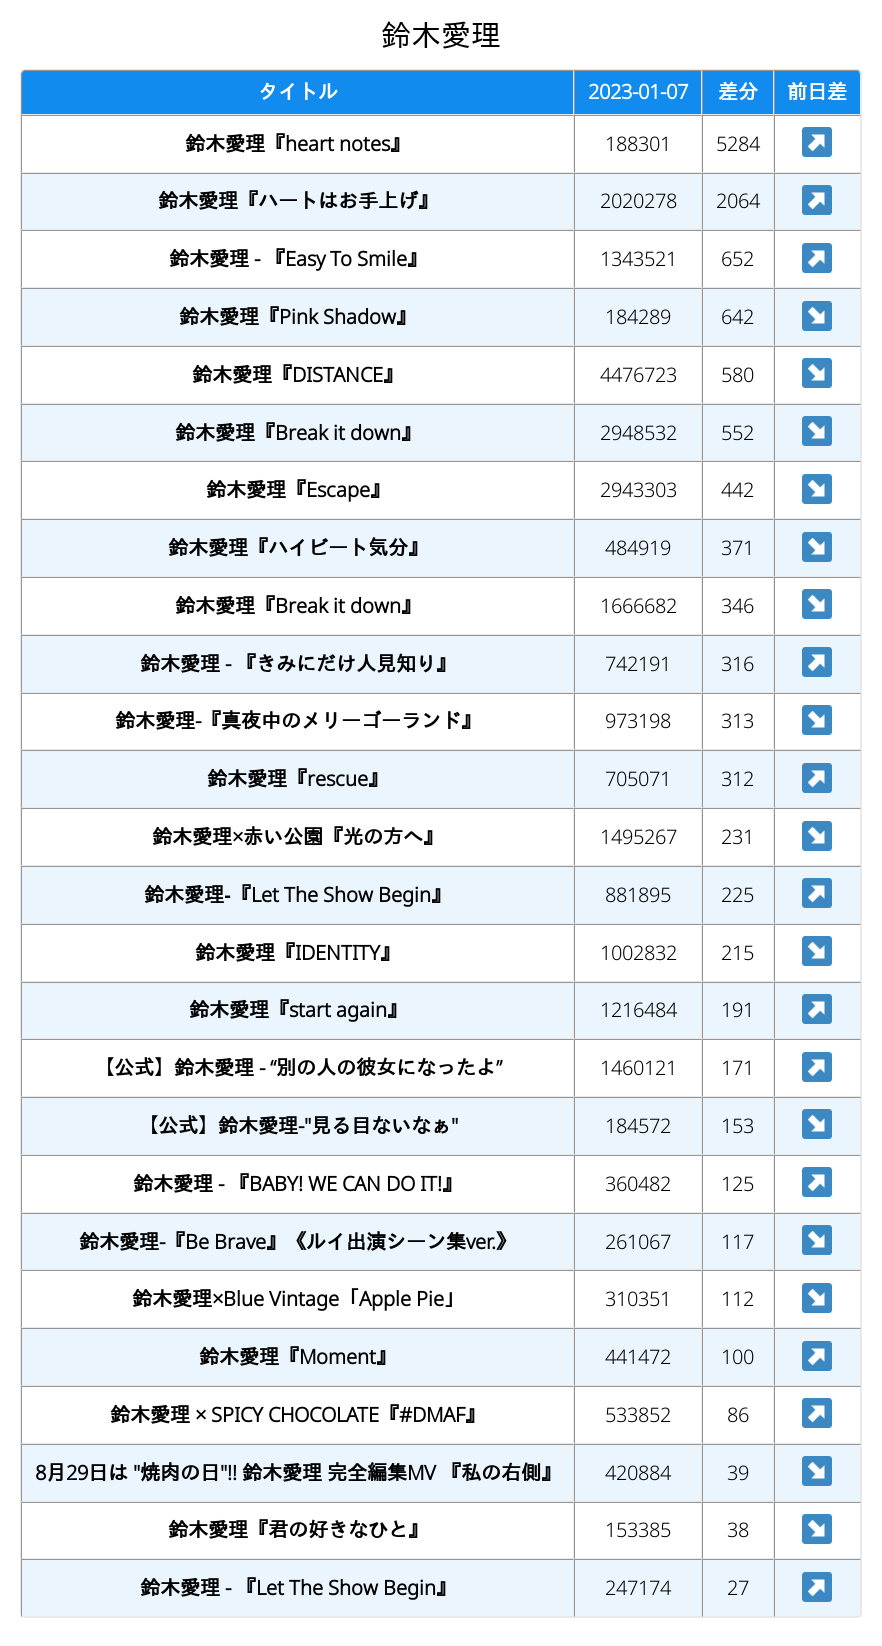 鈴木愛理
タイトル 2023-01-07 差分 前日差
鈴木愛理『heart notes』 188301 5284 ↗
鈴木愛理『ハートはお手上げ』 2020278 2064 ↗
鈴木愛理 - 『Easy To Smile』 1343521 652 ↗
鈴木愛理『Pink Shadow』 184289 642 ↘
鈴木愛理『DISTANCE』 4476723 580 ↘
鈴木愛理『Break it down』 2948532 552 ↘
鈴木愛理『Escape』 2943303 442 ↘
鈴木愛理『ハイビート気分』 484919 371 ↘
鈴木愛理『Break it down』 1666682 346 ↘
鈴木愛理 - 『きみにだけ人見知り』 742191 316 ↗
鈴木愛理-『真夜中のメリーゴーランド』 973198 313 ↘
鈴木愛理『rescue』 705071 312 ↗
鈴木愛理×赤い公園『光の方へ』 1495267 231 ↘
鈴木愛理-『Let The Show Begin』 881895 225 ↗
鈴木愛理『IDENTITY』 1002832 215 ↘
鈴木愛理『start again』 1216484 191 ↗
【公式】鈴木愛理 - “別の人の彼女になったよ” 1460121 171 ↗
【公式】鈴木愛理-"見る目ないなぁ" 184572 153 ↘
鈴木愛理 - 『BABY! WE CAN DO IT!』 360482 125 ↗
鈴木愛理-『Be Brave』《ルイ出演シーン集ver.》 261067 117 ↘
鈴木愛理×Blue Vintage「Apple Pie」 310351 112 ↘
鈴木愛理『Moment』 441472 100 ↗
鈴木愛理 × SPICY CHOCOLATE『#DMAF』 533852 86 ↗
8月29日は "焼肉の日"!! 鈴木愛理 完全編集MV 『私の右側』 420884 39 ↘
鈴木愛理『君の好きなひと』 153385 38 ↘
鈴木愛理 - 『Let The Show Begin』 247174 27 ↗